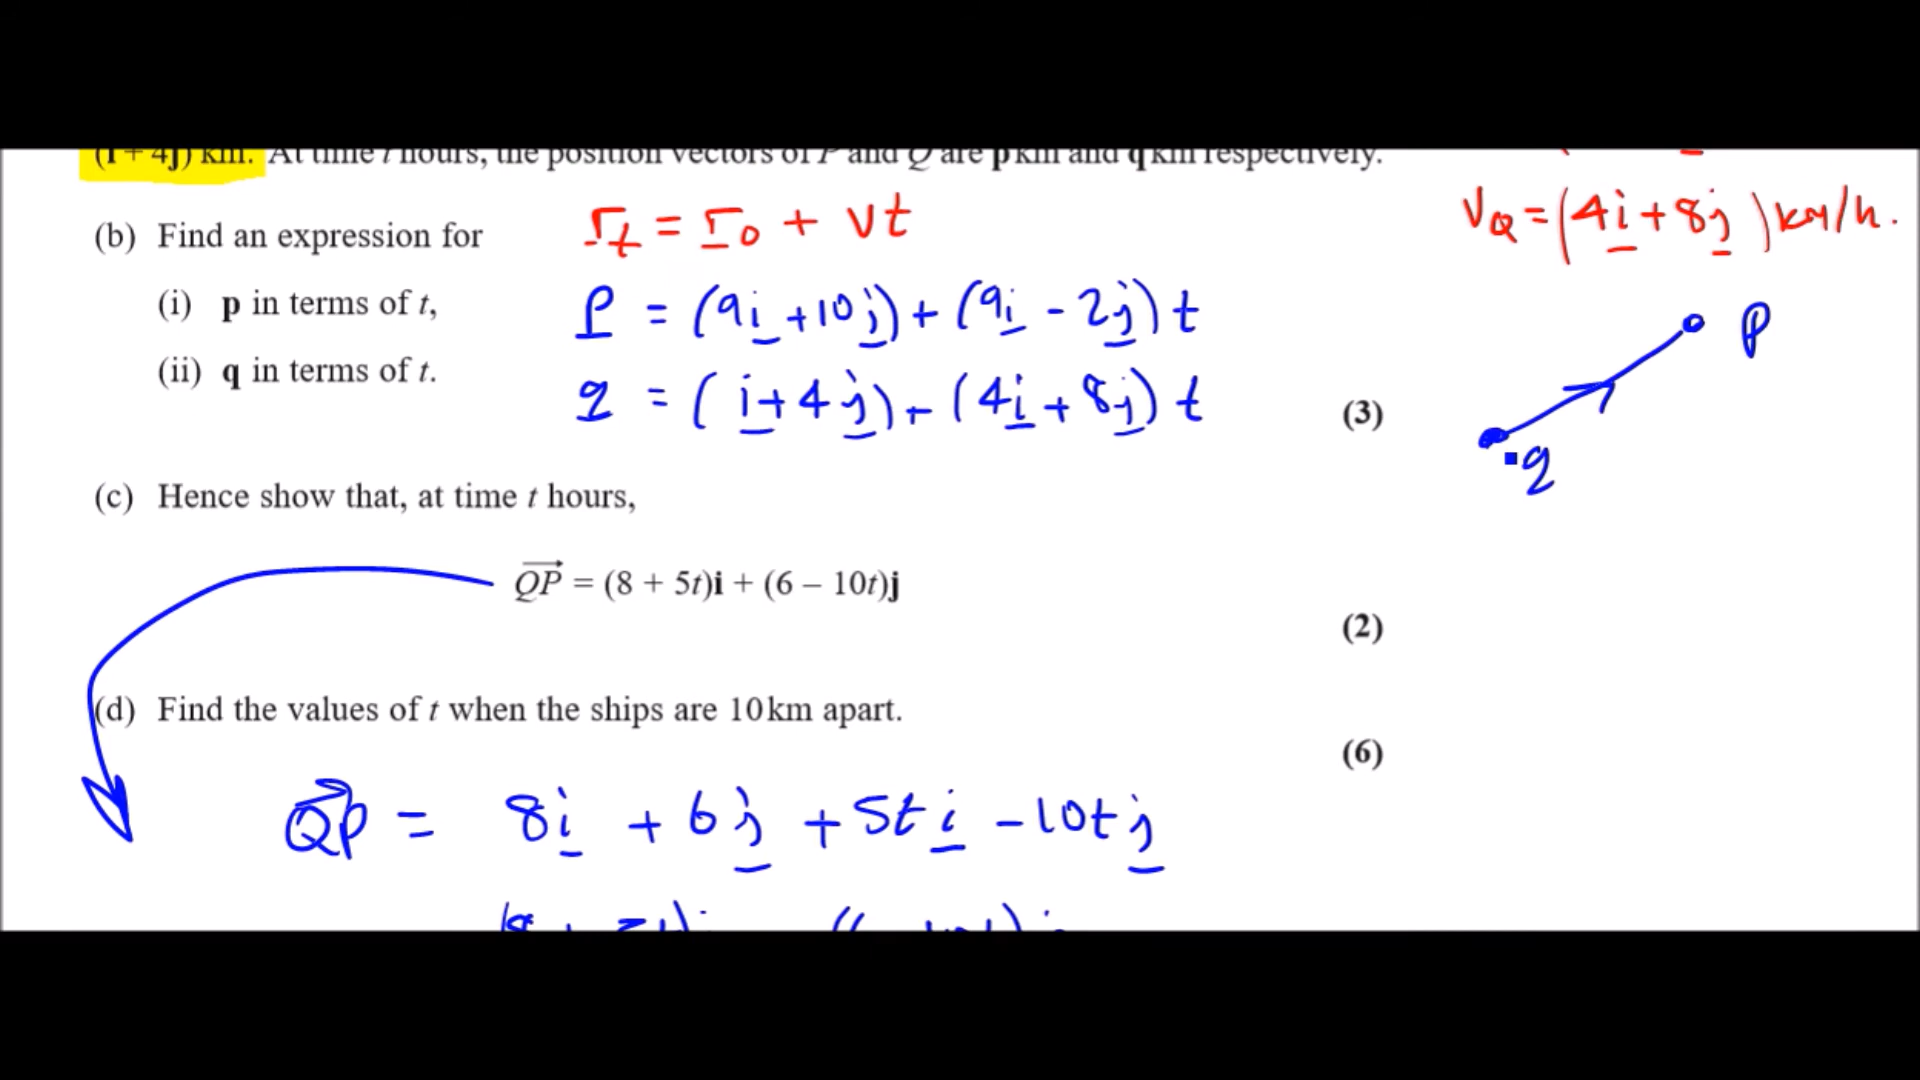 (i + 4j) km. At time t hours, the position vectors of P and Q are p km and q km respectively.
(b) Find an expression for
r_t = r_0 + vt
V_Q = (4i + 8j) km/h.
(i) p in terms of t,
P = (9i + 10j) + (9i - 2j) t
P
(ii) q in terms of t.
q = (i + 4j) + (4i + 8j) t
(3)
q
(c) Hence show that, at time t hours,
QP = (8 + 5t)i + (6 – 10t)j
(2)
(d) Find the values of t when the ships are 10 km apart.
(6)
QP = 8i + 6j + 5ti - 10tj